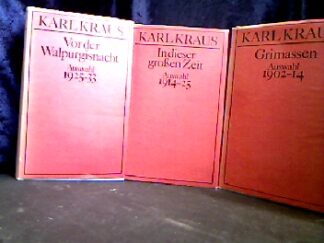 KARL KRAUS
Vor der
Walpurgisnacht
Auswahl
1925-33
KARL KRAUS
In dieser
großen Zeit
Auswahl
1914-25
KARL KRAUS
Grimassen
Auswahl
1902-14